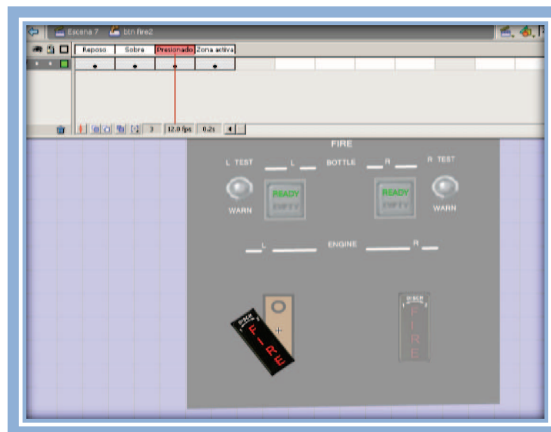 Escena 7 btn fire2
Reposo Sobre Presionado Zona activa
3 12.0 fps 0.2s
FIRE
L TEST L BOTTLE R R TEST
READY READY
EMPTY EMPTY
WARN WARN
L ENGINE R
FIRE FIRE